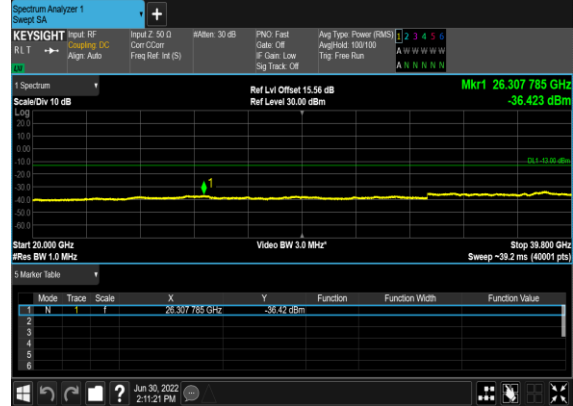 Spectrum Analyzer 1
Swept SA
+
KEYSIGHT Input: RF Input Z: 50 Ω #Atten: 30 dB PNO: Fast Avg Type: Power (RMS) 1 2 3 4 5 6
R L T Coupling: DC Corr CCorr Gate: Off Avg|Hold: 100/100 A W W W W W
Align: Auto Freq Ref: Int (S) IF Gain: Low Trig: Free Run
Sig Track: Off A N N N N N
LU
1 Spectrum Ref Lvl Offset 15.56 dB Mkr1 26.307 785 GHz
Scale/Div 10 dB Ref Level 30.00 dBm -36.423 dBm
Log
20.0
10.0
0.00
-10.0 DL1 -13.00 dBm
-20.0
-30.0 1
-40.0
-50.0
-60.0
Start 20.000 GHz Video BW 3.0 MHz* Stop 39.800 GHz
#Res BW 1.0 MHz Sweep ~39.2 ms (40001 pts)
5 Marker Table
Mode Trace Scale X Y Function Function Width Function Value
1 N 1 f 26.307 785 GHz -36.42 dBm
2
3
4
5
6
? Jun 30, 2022
2:11:21 PM